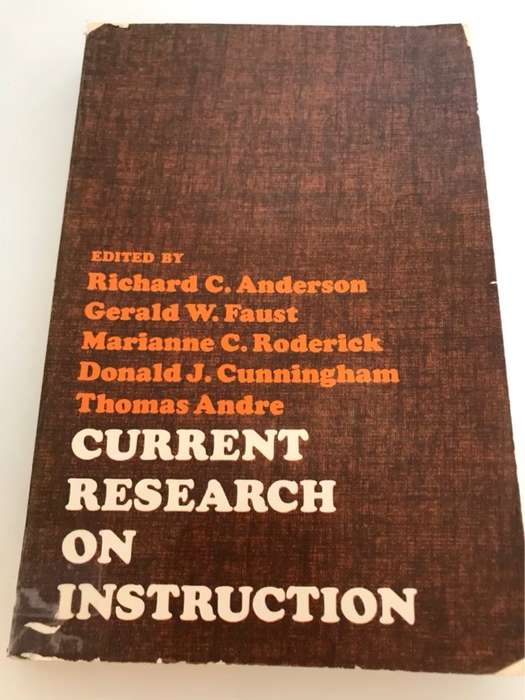 EDITED BY
Richard C. Anderson
Gerald W. Faust
Marianne C. Roderick
Donald J. Cunningham
Thomas Andre
CURRENT
RESEARCH
ON
INSTRUCTION